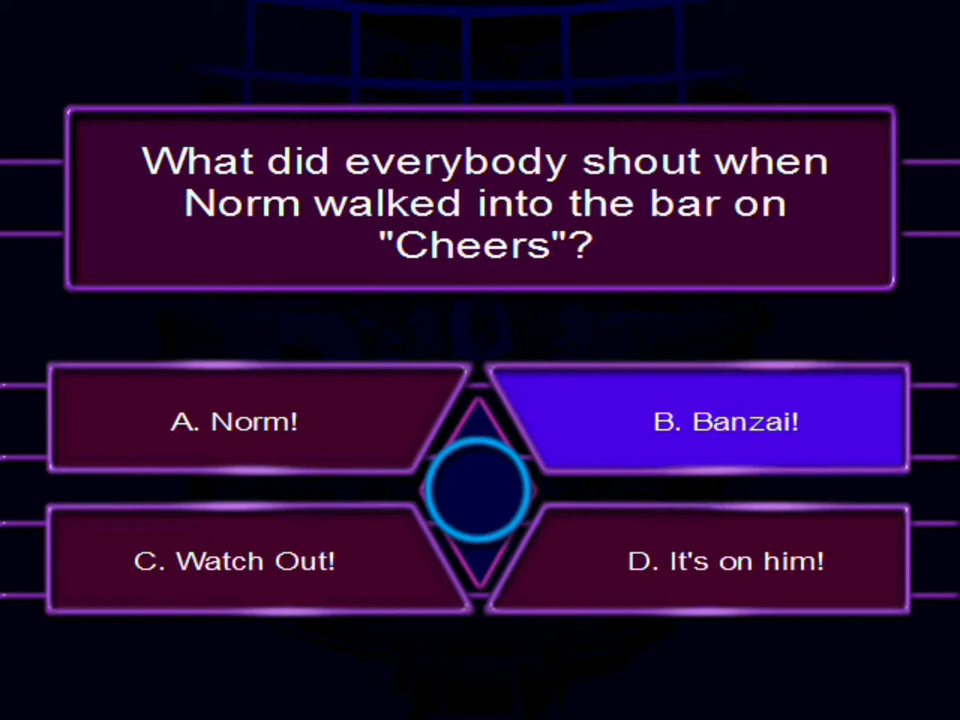 What did everybody shout when
Norm walked into the bar on
"Cheers"?
A. Norm!
B. Banzai!
C. Watch Out!
D. It's on him!